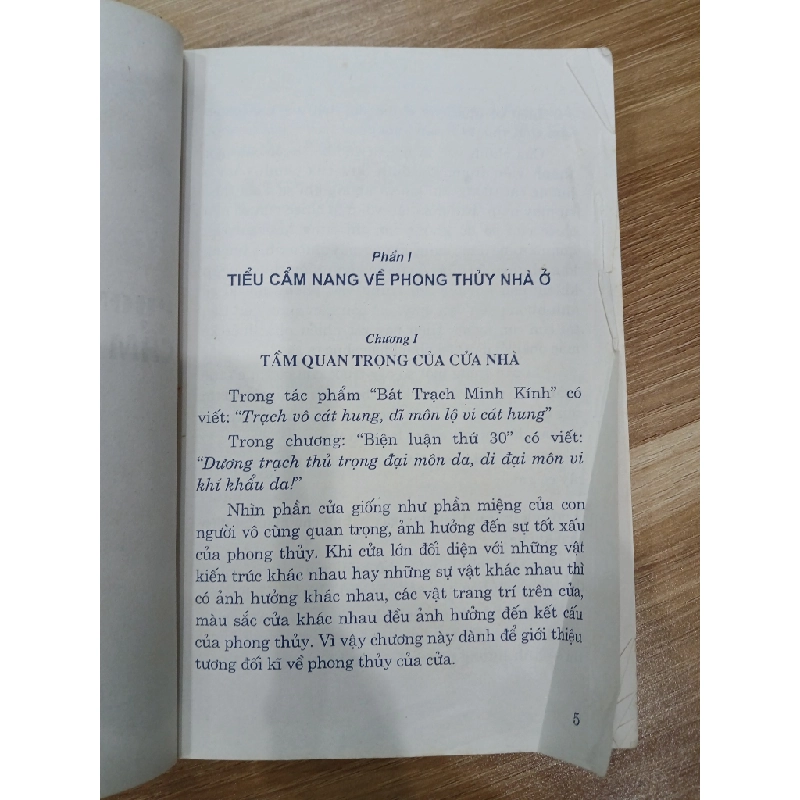 Phần I
TIỂU CẨM NANG VỀ PHONG THỦY NHÀ Ở
Chương I
TẦM QUAN TRỌNG CỦA CỬA NHÀ
Trong tác phẩm “Bát Trạch Minh Kính” có
viết: “Trạch vô cát hung, dĩ môn lộ vi cát hung”
Trong chương: “Biện luận thứ 30” có viết:
“Dương trạch thủ trọng đại môn da, di đại môn vi
khí khẩu da!”
Nhìn phần cửa giống như phần miệng của con
người vô cùng quan trọng, ảnh hưởng đến sự tốt xấu
của phong thủy. Khi cửa lớn đối diện với những vật
kiến trúc khác nhau hay những sự vật khác nhau thì
có ảnh hưởng khác nhau, các vật trang trí trên cửa,
màu sắc cửa khác nhau đều ảnh hưởng đến kết cấu
của phong thủy. Vì vậy chương này dành để giới thiệu
tương đối kĩ về phong thủy của cửa.
5